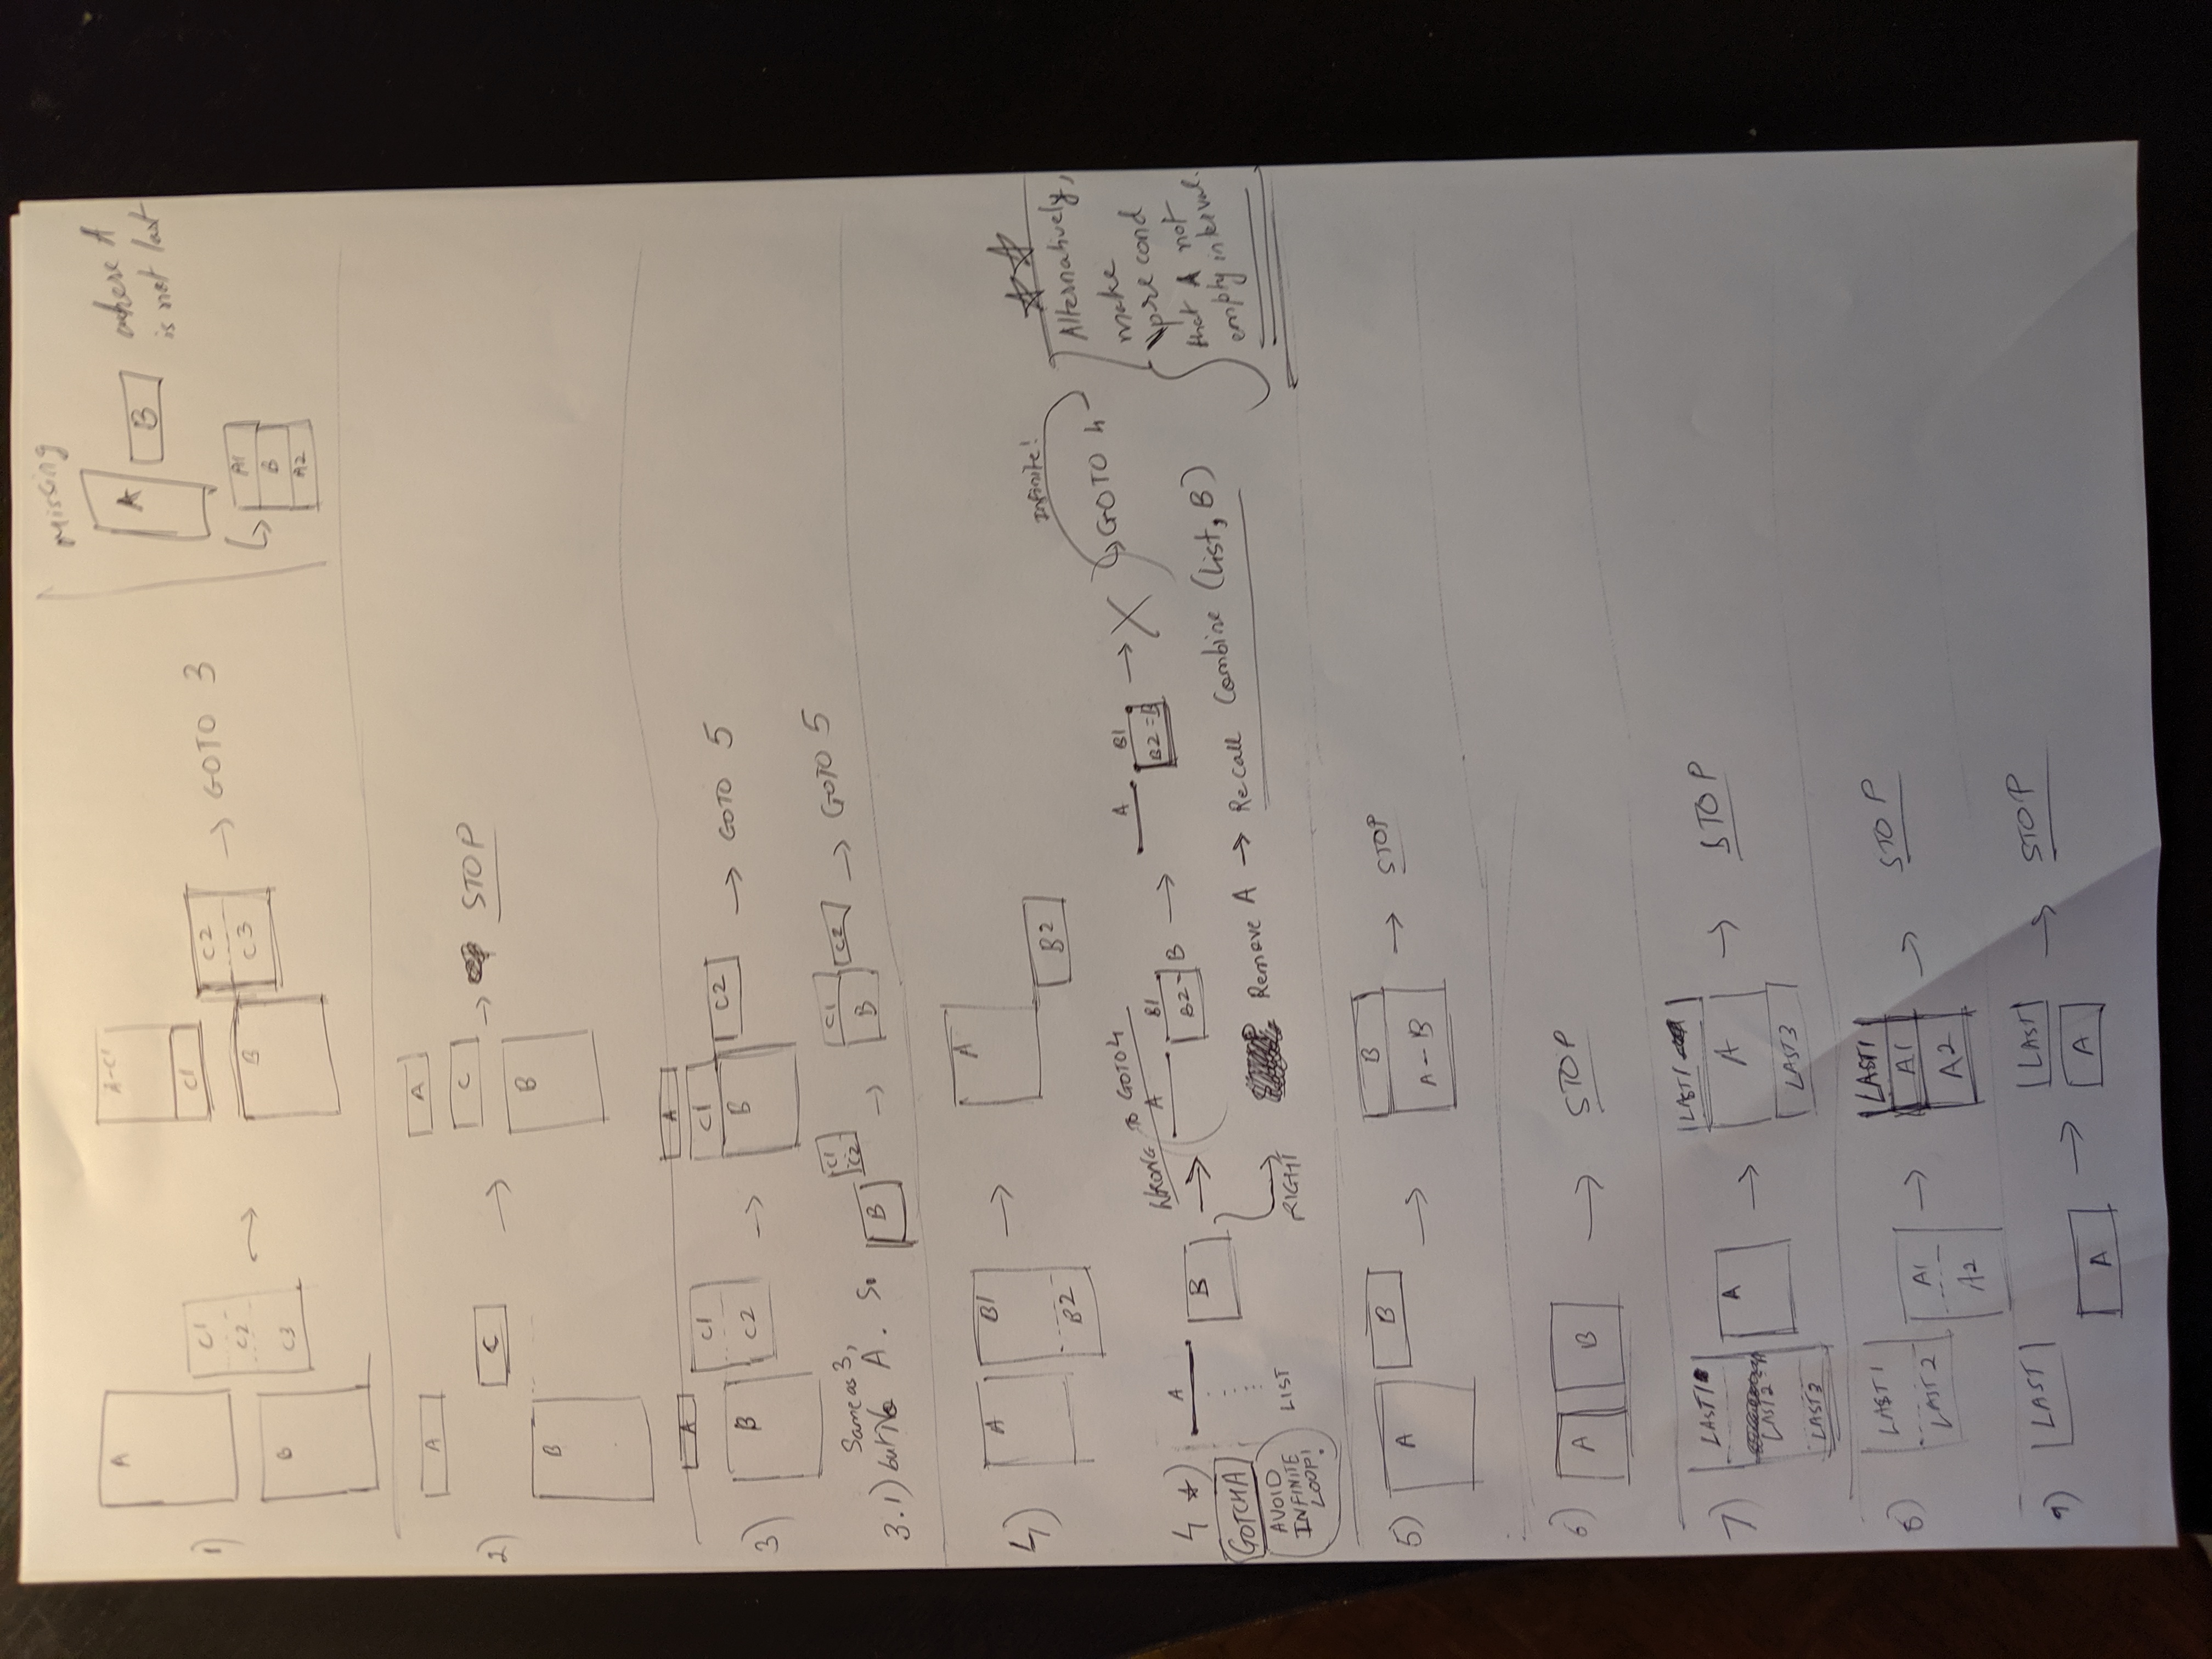 Missing
A
B
where A
is not last
A1
B
A2
1)
A
B
C1
C2
C3
A-C1
C1
B
C2
C3
→ GOTO 3
2)
A
C
B
→
A
C
B
→ STOP
3)
A
B
C1
C2
→
A
C1
B
C2
→ GOTO 5
Same as 3,
3.1) but No A. So
B
C1
C2
→
C1
B
C2
→ GOTO 5
4)
A
B1
B2
→
A
B2
4 ☆)
GOTCHA
AVOID
INFINITE
LOOP!
A
LIST
B
WRONG TO GOTO 4
A
B1
B2 = B
→
A
B1
B2 = B
→ X
GOTO 4
Infinite!
RIGHT
Remove A → Recall Combine (List, B)
☆☆
Alternatively,
make
pre cond
that A not
empty interval.
5)
A
B
→
B
A - B
→ STOP
6)
A
B
→ STOP
7)
LAST1
LAST2 = A
LAST3
A
→
LAST1
A
LAST3
→ STOP
8)
LAST1
LAST2
A1
A2
→
LAST1
A1
A2
→ STOP
9)
LAST
A
→
LAST
A
→ STOP